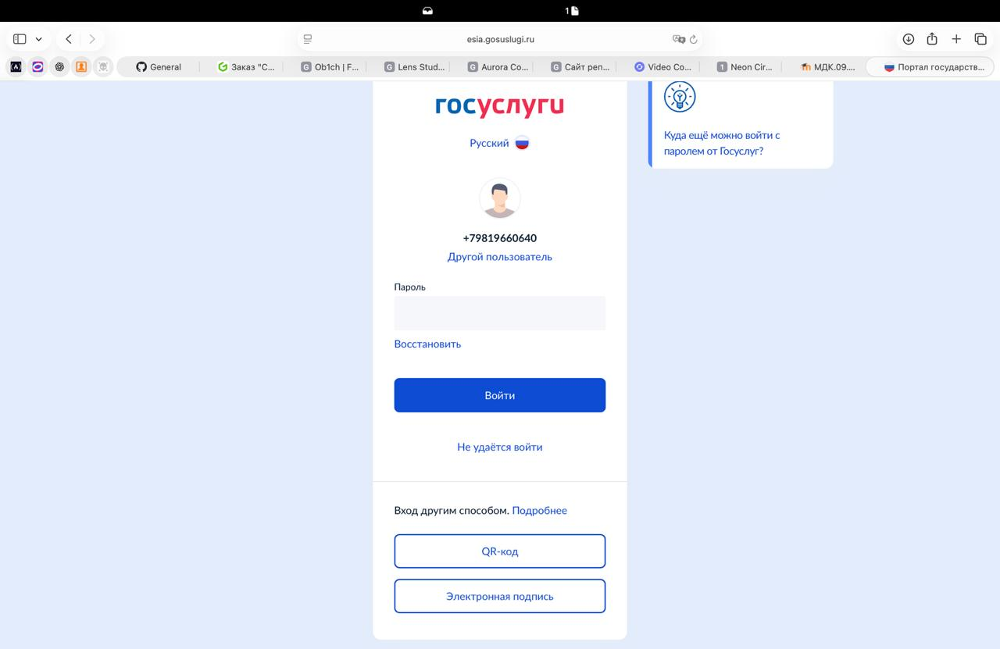 1
esia.gosuslugi.ru
General
Заказ "С...
Ob1ch | F...
Lens Stud...
Aurora Co...
Сайт реп...
Video Co...
Neon Cir...
МДК.09....
Портал государств...
госуслуги
Русский
Куда ещё можно войти с
паролем от Госуслуг?
+79819660640
Другой пользователь
Пароль
Восстановить
Войти
Не удаётся войти
Вход другим способом. Подробнее
QR-код
Электронная подпись